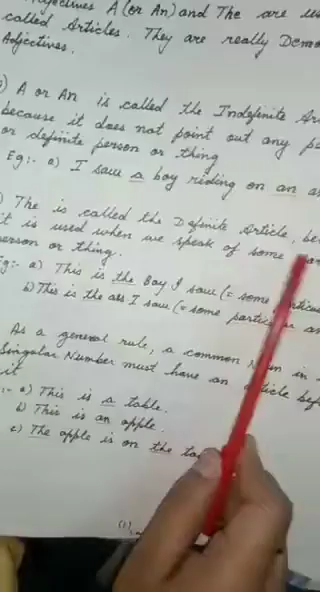 Adjectives A (or An) and The are
called Articles. They are really
Adjectives.
A or An is called the Indefinite
because it does not point out any
or definite person or thing
Eg:- a) I saw a boy riding on an
The is called the Definite Article,
it is used when we speak of some
person or thing.
Eg:- a) This is the Boy I saw (= some
b) This is the ass I saw (= some
As a general rule, a common in
Singular Number must have an
it
:- a) This is a table.
b) This is an apple.
c) The apple is on the